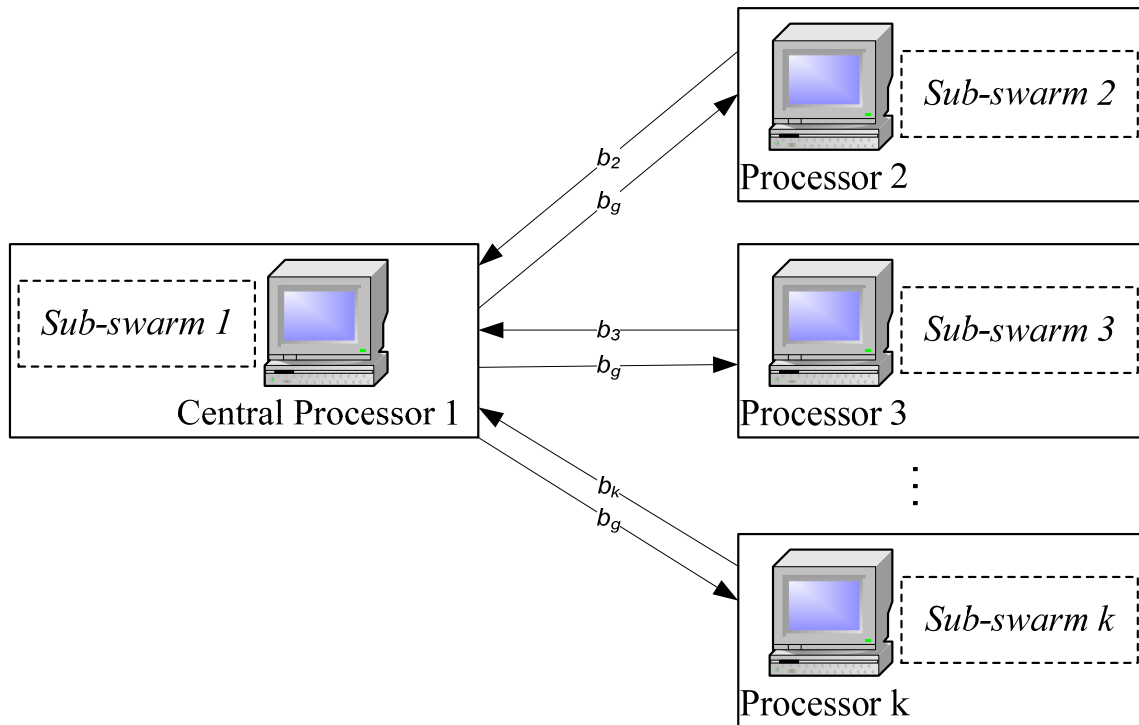 Sub-swarm 2
Processor 2
b2
bg
Sub-swarm 1
Central Processor 1
b3
bg
Sub-swarm 3
Processor 3
⋮
bk
bg
Sub-swarm k
Processor k